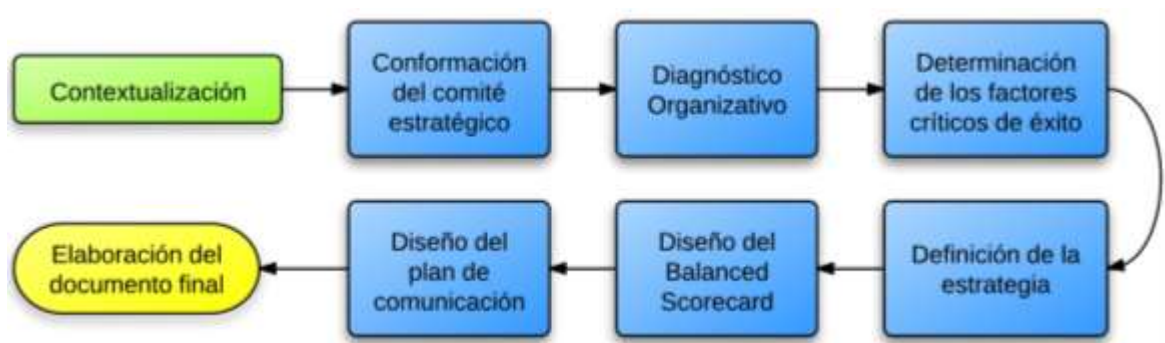 Contextualización
Conformación
del comité
estratégico
Diagnóstico
Organizativo
Determinación
de los factores
críticos de éxito
Definición de la
estrategia
Diseño del
Balanced
Scorecard
Diseño del
plan de
comunicación
Elaboración del
documento final